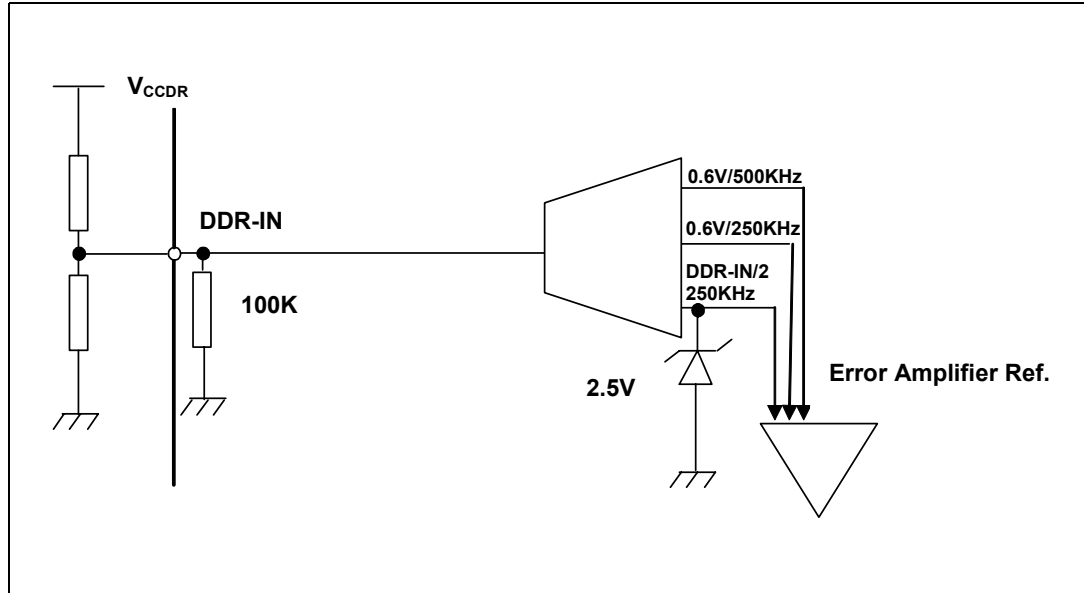 VCCDR
DDR-IN
100K
0.6V/500KHz
0.6V/250KHz
DDR-IN/2
250KHz
2.5V
Error Amplifier Ref.